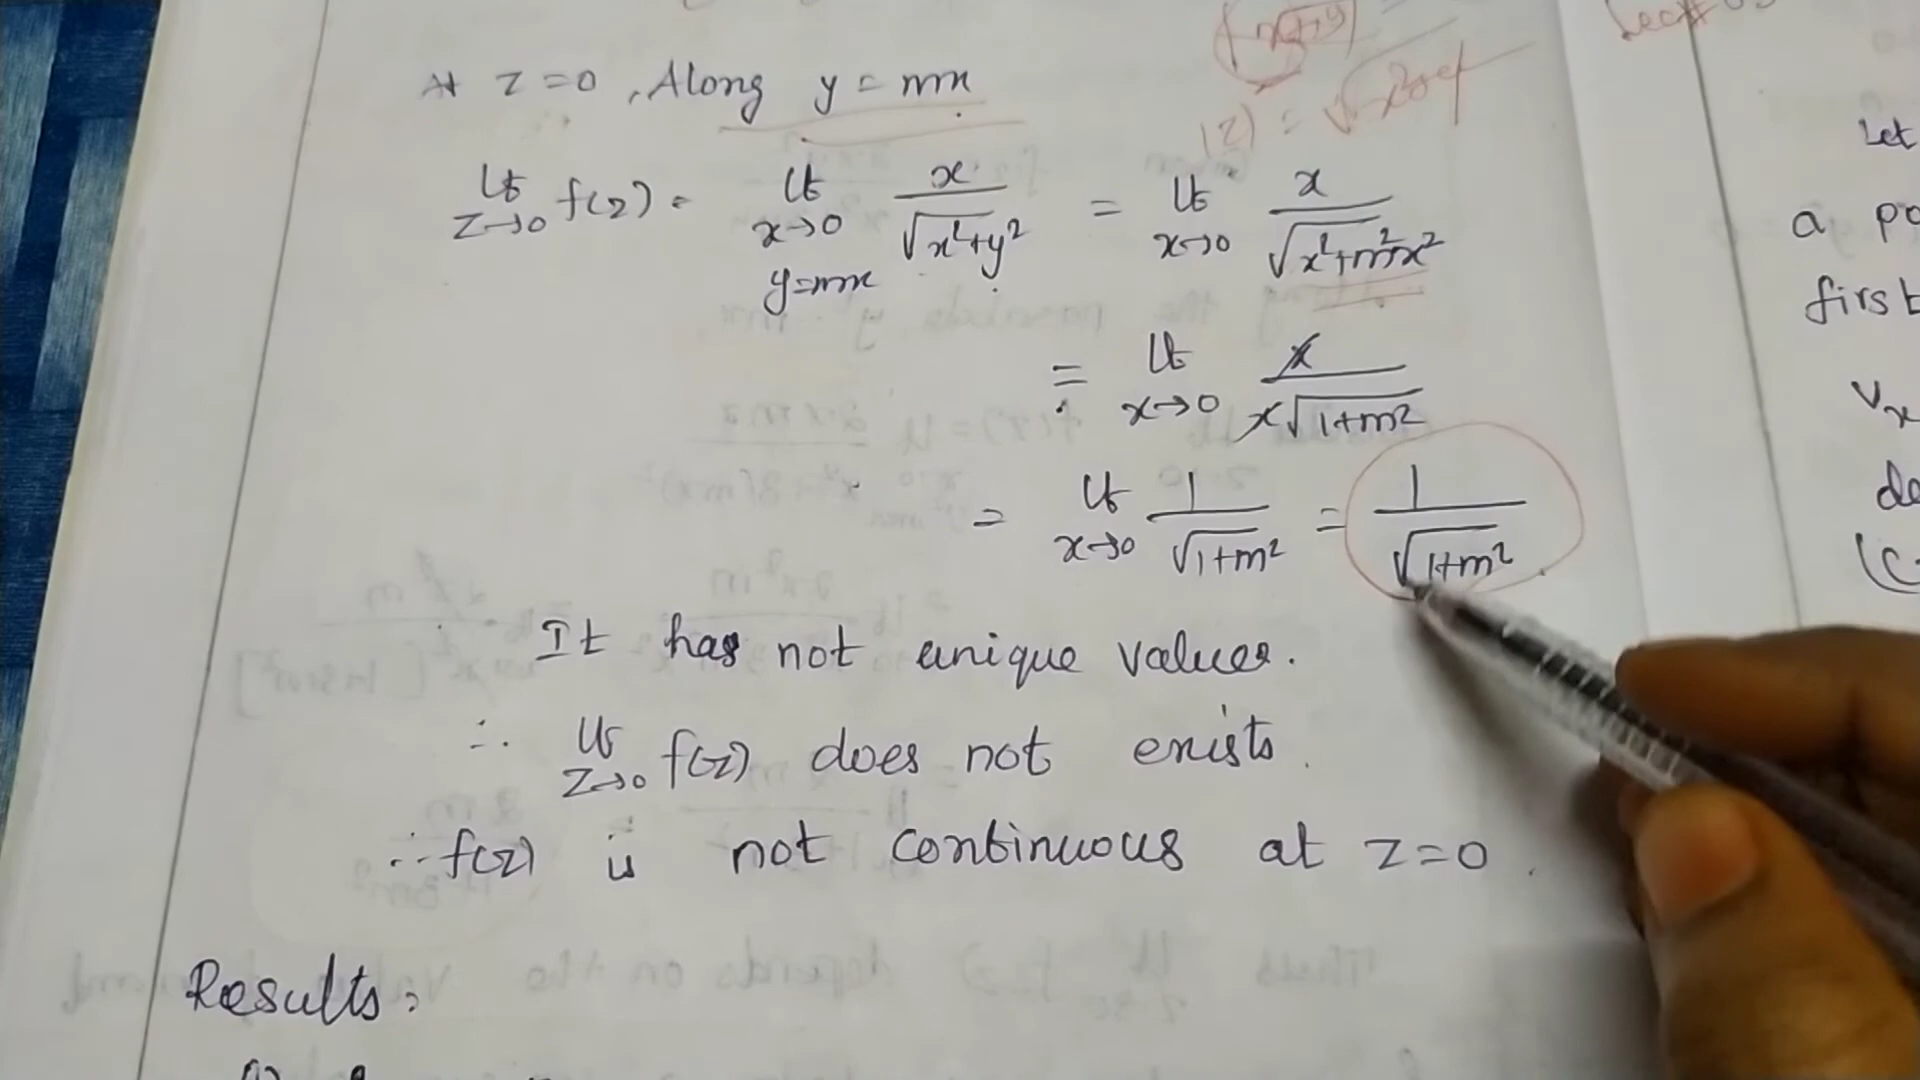 At z=0, Along y=mx
|z| =
Lt z→0 f(z) = Lt x→0 y=mx x/√x²+y² = Lt x→0 x/√x²+m²x²
= Lt x→0 x/x√1+m²
= Lt x→0 1/√1+m² = 1/√1+m²
It has not unique values.
∴ Lt z→0 f(z) does not exists.
∴ f(z) is not continuous at z=0.
Results:
Let
a po
first
Vx
de
(C